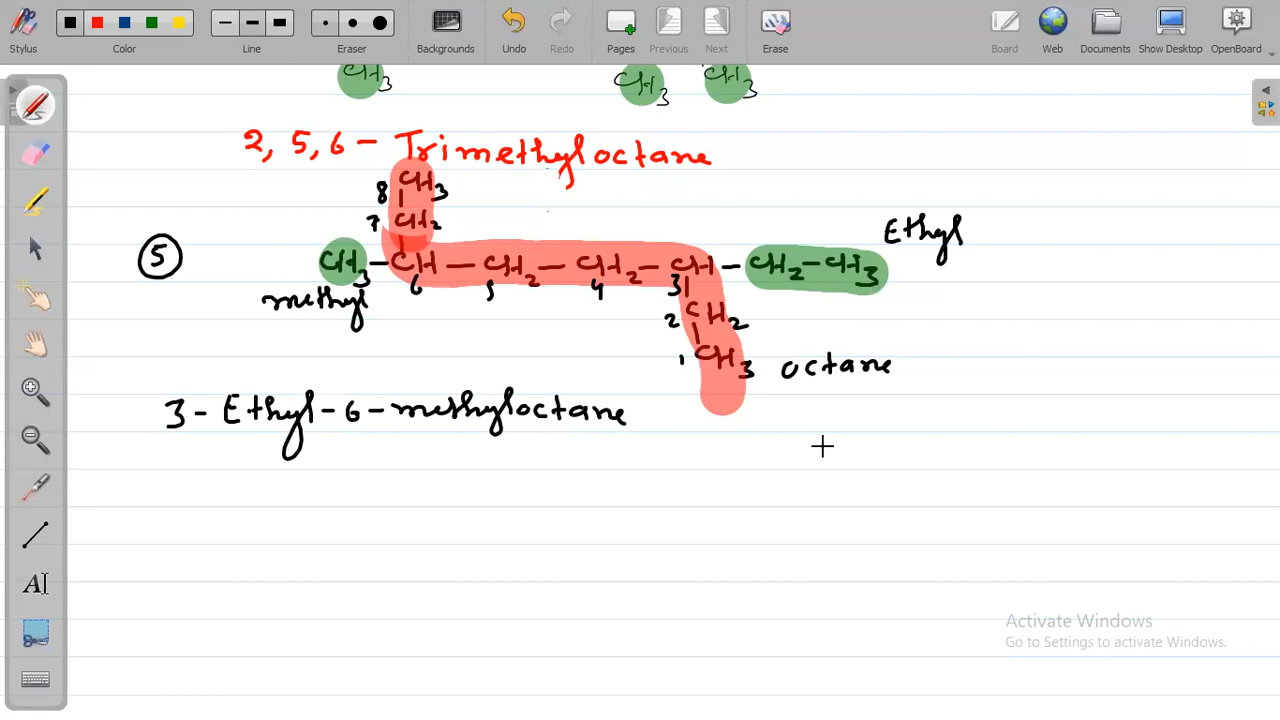 Stylus Color Line Eraser Backgrounds Undo Redo Pages Previous Next Erase Board Web Documents Show Desktop OpenBoard
CH3 CH3 CH3
2, 5, 6 - Trimethyloctane
8 CH3
7 CH2
Ethyl
5 CH3 - CH - CH2 - CH2 - CH - CH2 - CH3
methyl 6 5 4 3
2 CH2
1 CH3 octane
3 - Ethyl - 6 - methyloctane
AI
Activate Windows
Go to Settings to activate Windows.